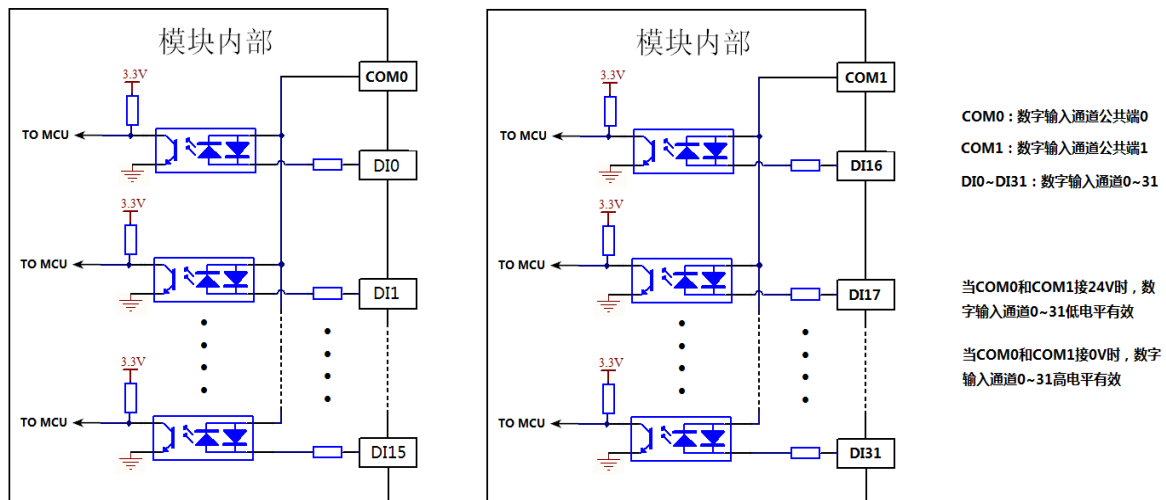 模块内部
COM0
3.3V
TO MCU
DI0
3.3V
TO MCU
DI1
3.3V
TO MCU
DI15
模块内部
COM1
3.3V
TO MCU
DI16
3.3V
TO MCU
DI17
3.3V
TO MCU
DI31
COM0：数字输入通道公共端0
COM1：数字输入通道公共端1
DI0~DI31：数字输入通道0~31
当COM0和COM1接24V时，数
字输入通道0~31低电平有效
当COM0和COM1接0V时，数字
输入通道0~31高电平有效